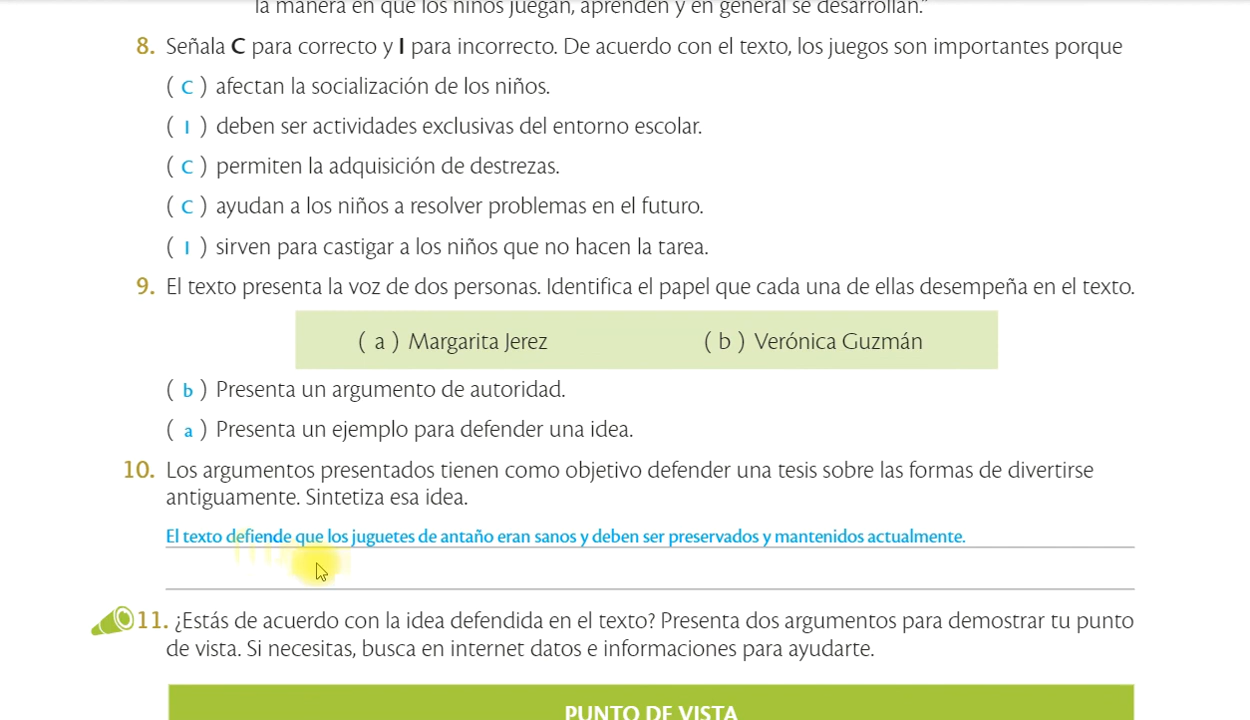 la manera en que los niños juegan, aprenden y en general se desarrollan."
8. Señala C para correcto y I para incorrecto. De acuerdo con el texto, los juegos son importantes porque
( C ) afectan la socialización de los niños.
( I ) deben ser actividades exclusivas del entorno escolar.
( C ) permiten la adquisición de destrezas.
( C ) ayudan a los niños a resolver problemas en el futuro.
( I ) sirven para castigar a los niños que no hacen la tarea.
9. El texto presenta la voz de dos personas. Identifica el papel que cada una de ellas desempeña en el texto.
( a ) Margarita Jerez ( b ) Verónica Guzmán
( b ) Presenta un argumento de autoridad.
( a ) Presenta un ejemplo para defender una idea.
10. Los argumentos presentados tienen como objetivo defender una tesis sobre las formas de divertirse
antiguamente. Sintetiza esa idea.
El texto defiende que los juguetes de antaño eran sanos y deben ser preservados y mantenidos actualmente.
11. ¿Estás de acuerdo con la idea defendida en el texto? Presenta dos argumentos para demostrar tu punto
de vista. Si necesitas, busca en internet datos e informaciones para ayudarte.
PUNTO DE VISTA